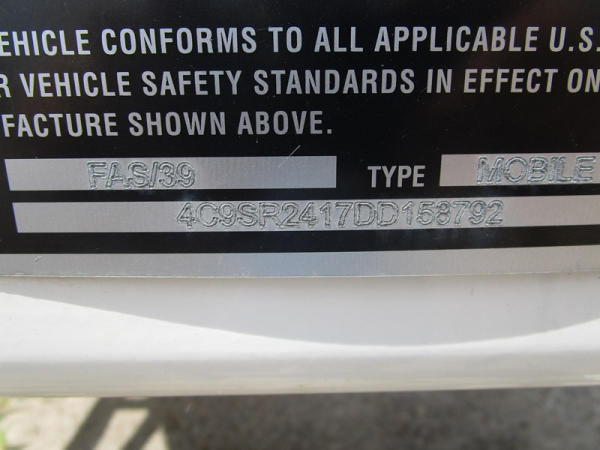 EHICLE CONFORMS TO ALL APPLICABLE U.S.
R VEHICLE SAFETY STANDARDS IN EFFECT ON
FACTURE SHOWN ABOVE.
FAS/39 TYPE MOBILE
4C9SR2417DD158792